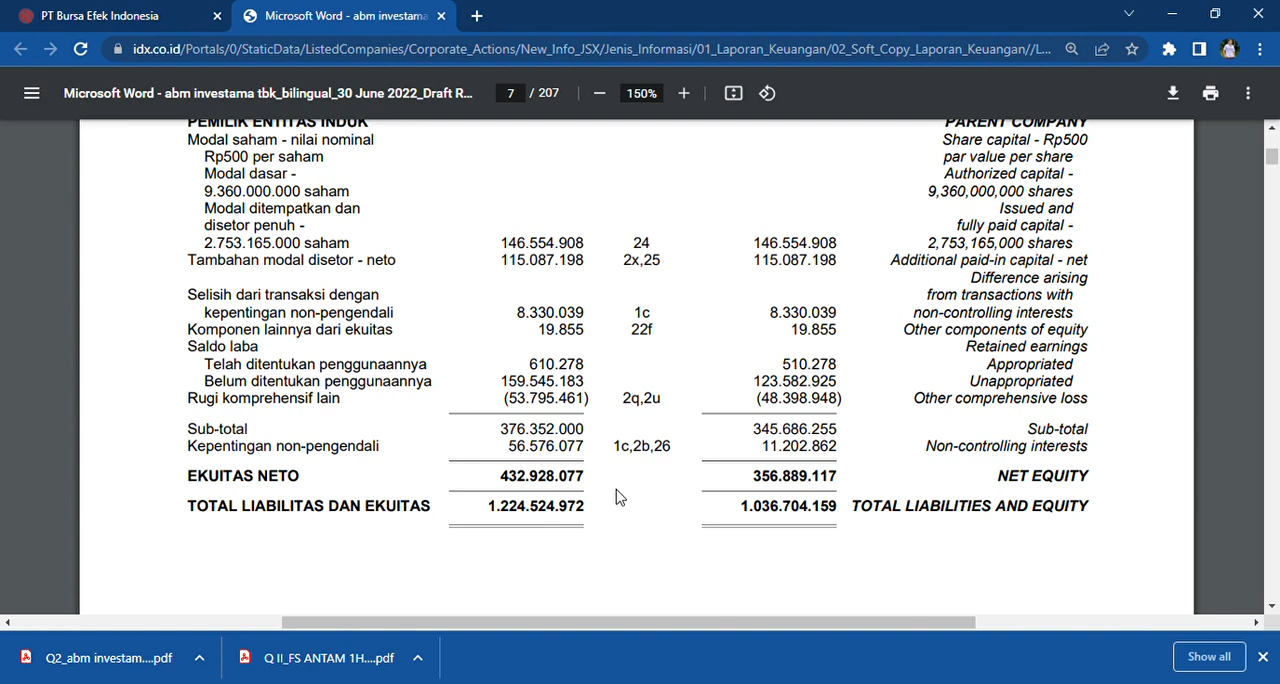 PT Bursa Efek Indonesia
Microsoft Word - abm investama
idx.co.id/Portals/0/StaticData/ListedCompanies/Corporate_Actions/New_Info_JSX/Jenis_Informasi/01_Laporan_Keuangan/02_Soft_Copy_Laporan_Keuangan//L...
Microsoft Word - abm investama tbk_bilingual_30 June 2022_Draft R... 7 / 207 150%
PEMILIK ENTITAS INDUK PARENT COMPANY
Modal saham - nilai nominal Share capital - Rp500
Rp500 per saham par value per share
Modal dasar - Authorized capital -
9.360.000.000 saham 9,360,000,000 shares
Modal ditempatkan dan Issued and
disetor penuh - fully paid capital -
2.753.165.000 saham 146.554.908 24 146.554.908 2,753,165,000 shares
Tambahan modal disetor - neto 115.087.198 2x,25 115.087.198 Additional paid-in capital - net
Difference arising
Selisih dari transaksi dengan from transactions with
kepentingan non-pengendali 8.330.039 1c 8.330.039 non-controlling interests
Komponen lainnya dari ekuitas 19.855 22f 19.855 Other components of equity
Saldo laba Retained earnings
Telah ditentukan penggunaannya 610.278 510.278 Appropriated
Belum ditentukan penggunaannya 159.545.183 123.582.925 Unappropriated
Rugi komprehensif lain (53.795.461) 2q,2u (48.398.948) Other comprehensive loss
Sub-total 376.352.000 345.686.255 Sub-total
Kepentingan non-pengendali 56.576.077 1c,2b,26 11.202.862 Non-controlling interests
EKUITAS NETO 432.928.077 356.889.117 NET EQUITY
TOTAL LIABILITAS DAN EKUITAS 1.224.524.972 1.036.704.159 TOTAL LIABILITIES AND EQUITY
Q2_abm investam....pdf Q II_FS ANTAM 1H....pdf Show all